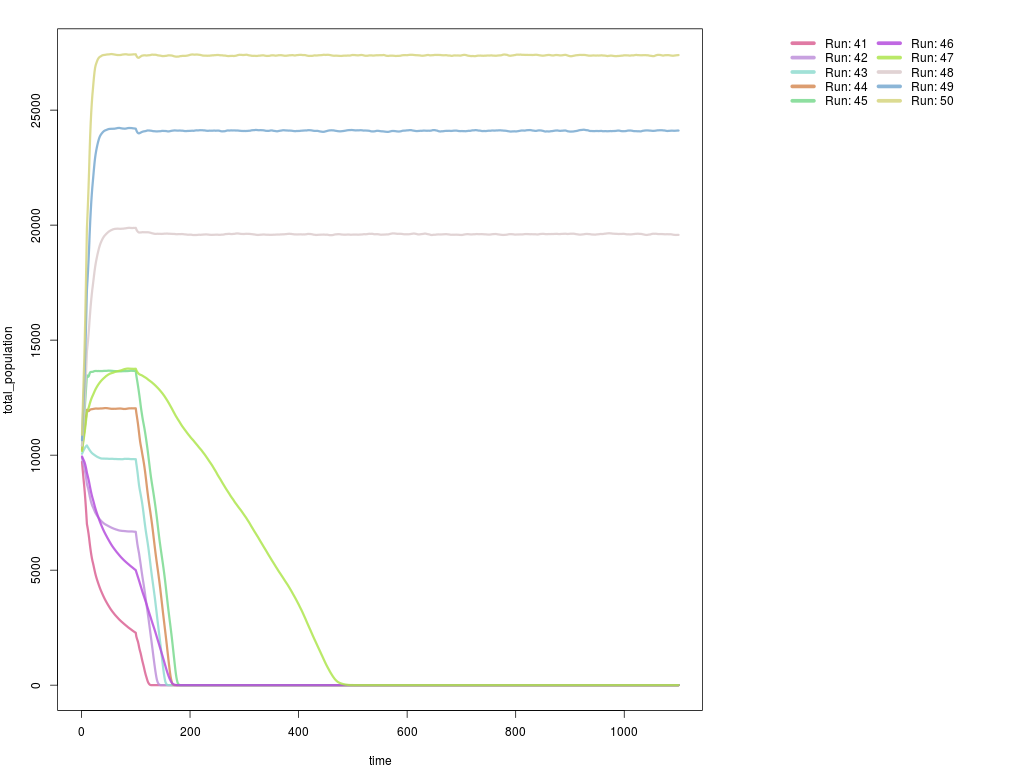 Run: 41 Run: 46
Run: 42 Run: 47
Run: 43 Run: 48
Run: 44 Run: 49
Run: 45 Run: 50
25000
20000
15000
10000
5000
0
total_population
0 200 400 600 800 1000
time